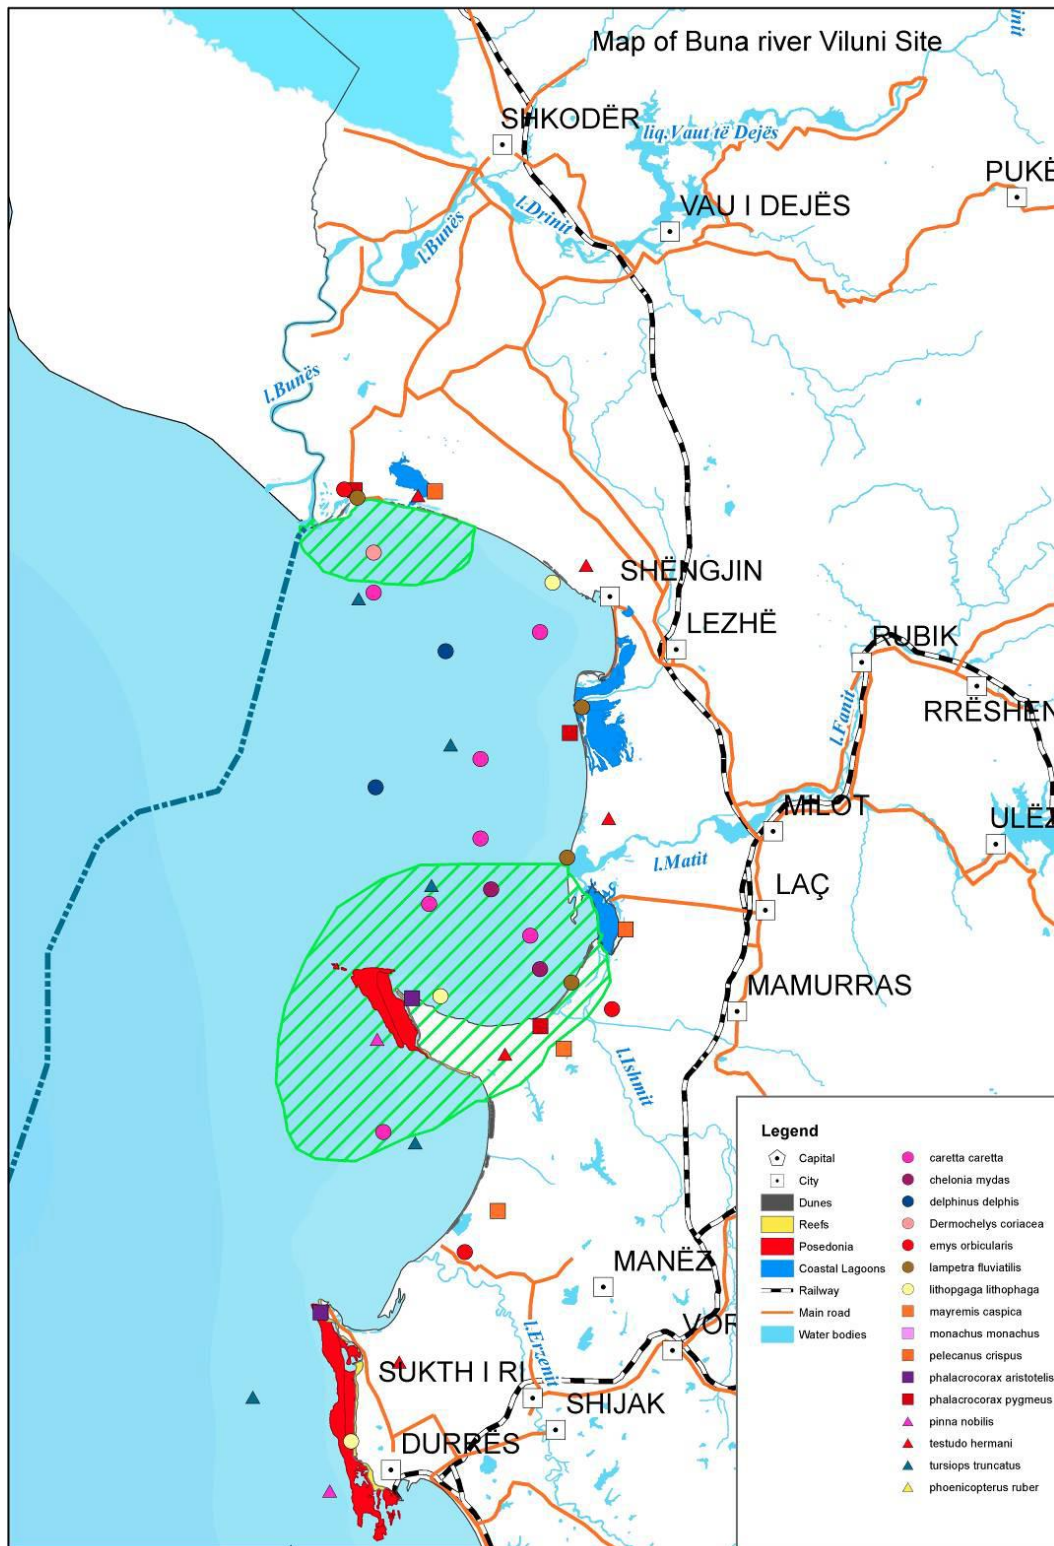 Map of Buna river Viluni Site
SHKODËR
liq.Vaut të Dejës
PUKË
VAU I DEJËS
l.Drinit
l.Bunës
l.Bunës
SHËNGJIN
LEZHË
RUBIK
RRËSHEN
l.Fanit
MILOT
ULËZ
l.Matit
LAÇ
MAMURRAS
l.Ishmit
MANËZ
VOR
l.Erzenit
SUKTH I RI
SHIJAK
DURRËS
Legend
Capital
City
Dunes
Reefs
Posedonia
Coastal Lagoons
Railway
Main road
Water bodies
caretta caretta
chelonia mydas
delphinus delphis
Dermochelys coriacea
emys orbicularis
lampetra fluviatilis
lithopgaga lithophaga
mayremis caspica
monachus monachus
pelecanus crispus
phalacrocorax aristotelis
phalacrocorax pygmeus
pinna nobilis
testudo hermani
tursiops truncatus
phoenicopterus ruber